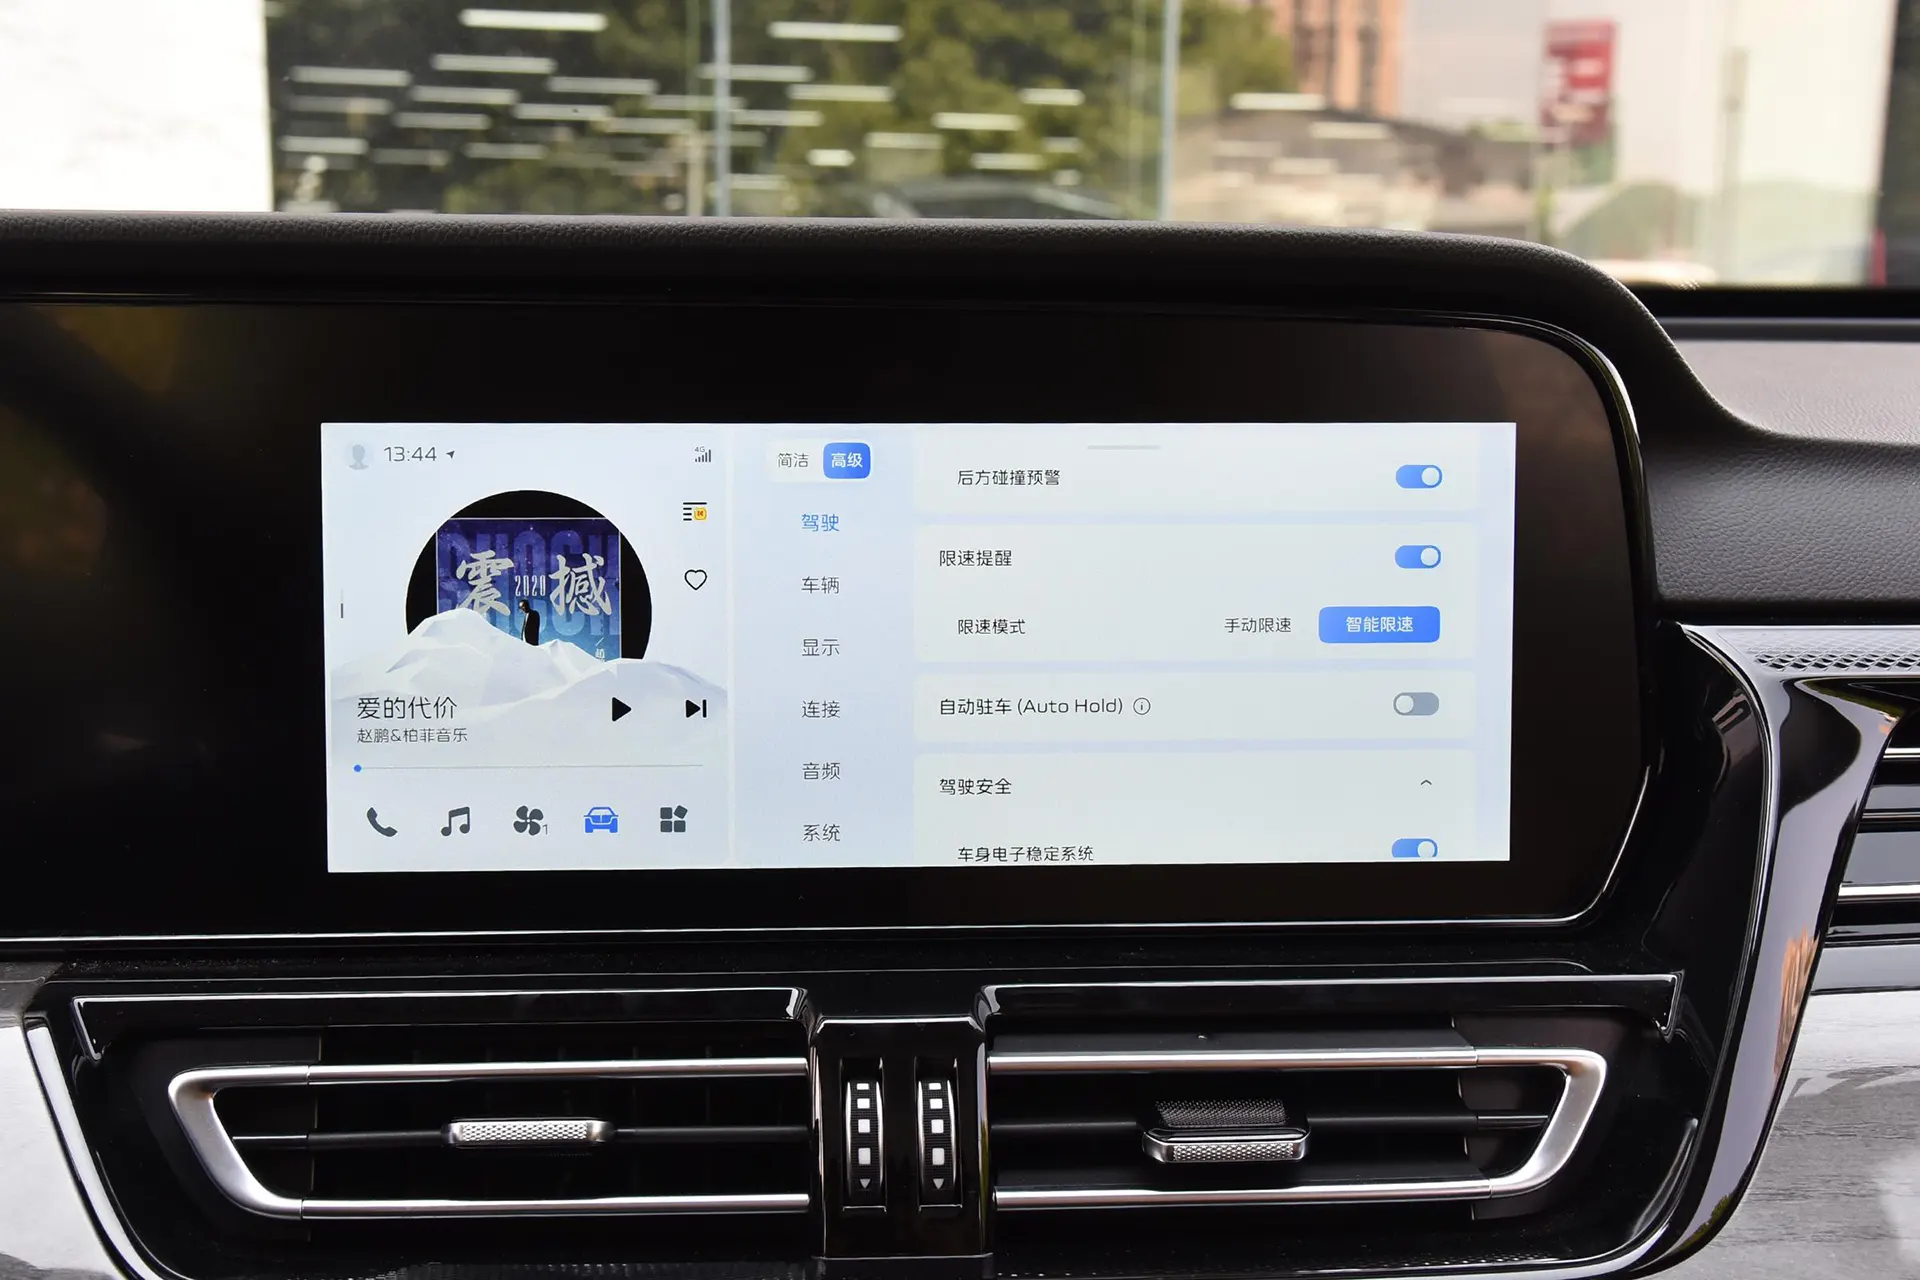 13:44
4G
震
2020
撼
爱的代价
赵鹏&柏菲音乐
1
简洁
高级
驾驶
车辆
显示
连接
音频
系统
后方碰撞预警
限速提醒
限速模式
手动限速
智能限速
自动驻车 (Auto Hold)
驾驶安全
车身电子稳定系统